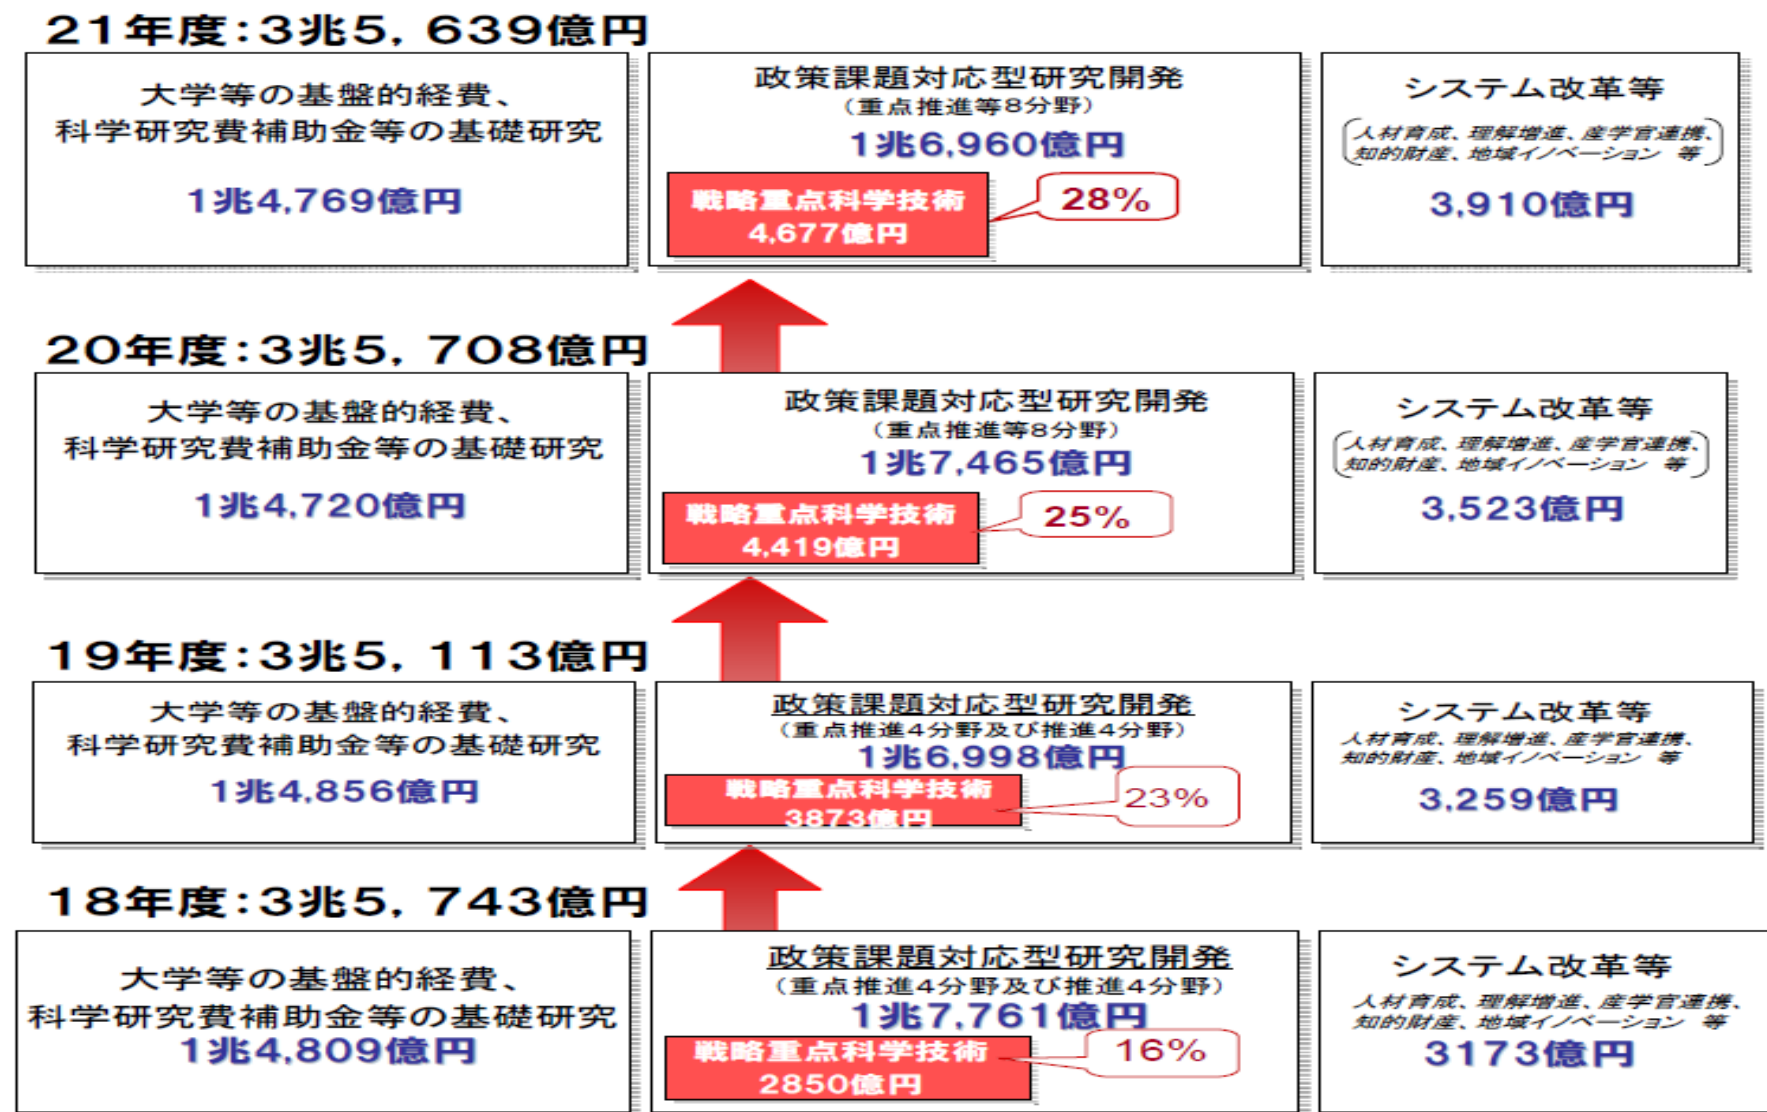 21年度:3兆5，639億円
大学等の基盤的経費、
科学研究費補助金等の基礎研究
1兆4,769億円
政策課題対応型研究開発
(重点推進等8分野)
1兆6,960億円
戦略重点科学技術
4,677億円
28%
システム改革等
人材育成、理解増進、産学官連携、
知的財産、地域イノベーション 等
3,910億円
20年度:3兆5，708億円
大学等の基盤的経費、
科学研究費補助金等の基礎研究
1兆4,720億円
政策課題対応型研究開発
(重点推進等8分野)
1兆7,465億円
戦略重点科学技術
4,419億円
25%
システム改革等
人材育成、理解増進、産学官連携、
知的財産、地域イノベーション 等
3,523億円
19年度:3兆5，113億円
大学等の基盤的経費、
科学研究費補助金等の基礎研究
1兆4,856億円
政策課題対応型研究開発
(重点推進4分野及び推進4分野)
1兆6,998億円
戦略重点科学技術
3873億円
23%
システム改革等
人材育成、理解増進、産学官連携、
知的財産、地域イノベーション 等
3,259億円
18年度:3兆5，743億円
大学等の基盤的経費、
科学研究費補助金等の基礎研究
1兆4,809億円
政策課題対応型研究開発
(重点推進4分野及び推進4分野)
1兆7,761億円
戦略重点科学技術
2850億円
16%
システム改革等
人材育成、理解増進、産学官連携、
知的財産、地域イノベーション 等
3173億円